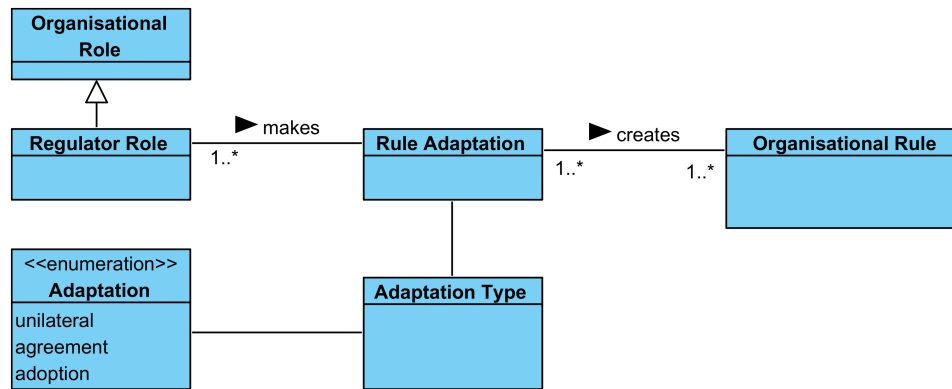 Organisational
Role
Regulator Role
makes
1..*
Rule Adaptation
creates
1..*
1..*
Organisational Rule
<<enumeration>>
Adaptation
unilateral
agreement
adoption
Adaptation Type